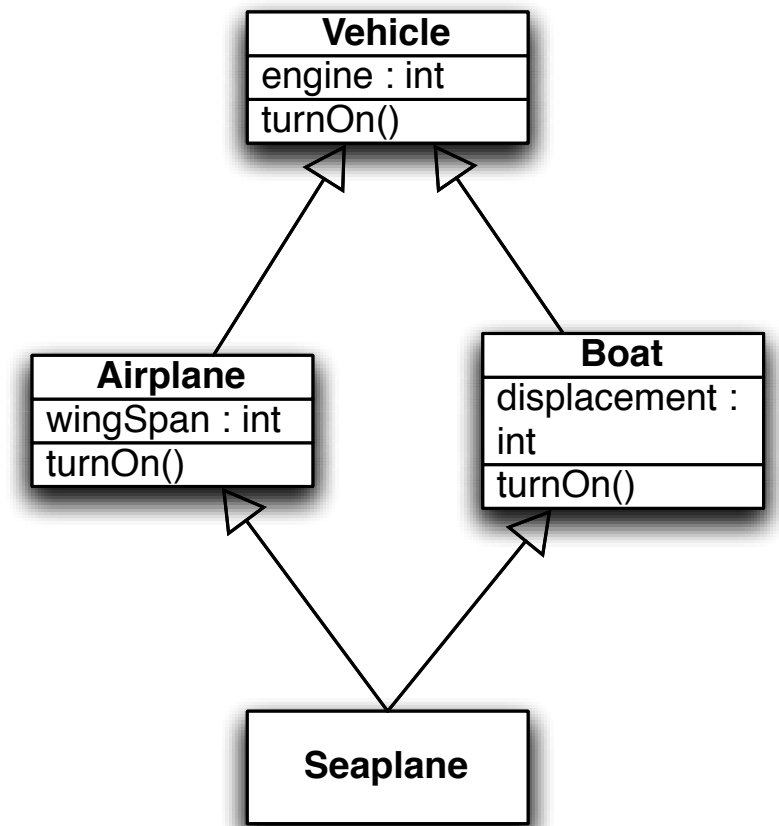 Vehicle
engine : int
turnOn()
Airplane
wingSpan : int
turnOn()
Boat
displacement :
int
turnOn()
Seaplane